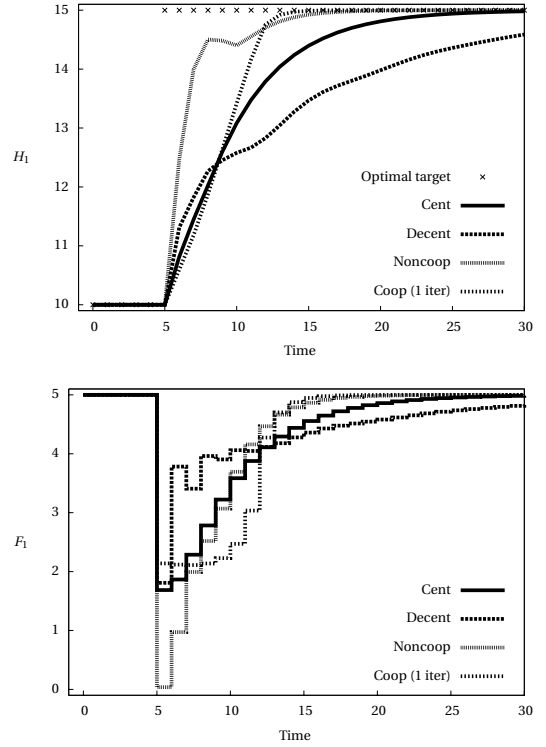 15
14
13
H1
12
11
10
Optimal target
Cent
Decent
Noncoop
Coop (1 iter)
0 5 10 15 20 25 30
Time
5
4
3
F1
2
1
0
Cent
Decent
Noncoop
Coop (1 iter)
0 5 10 15 20 25 30
Time